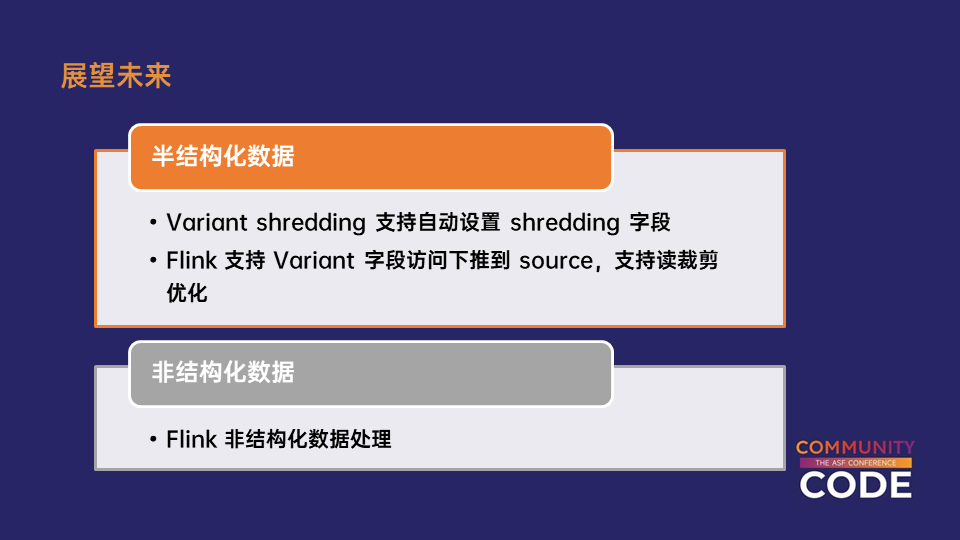 展望未来
半结构化数据
• Variant shredding 支持自动设置 shredding 字段
• Flink 支持 Variant 字段访问下推到 source，支持读裁剪
优化
非结构化数据
• Flink 非结构化数据处理
COMMUNITY
THE ASF CONFERENCE
CODE